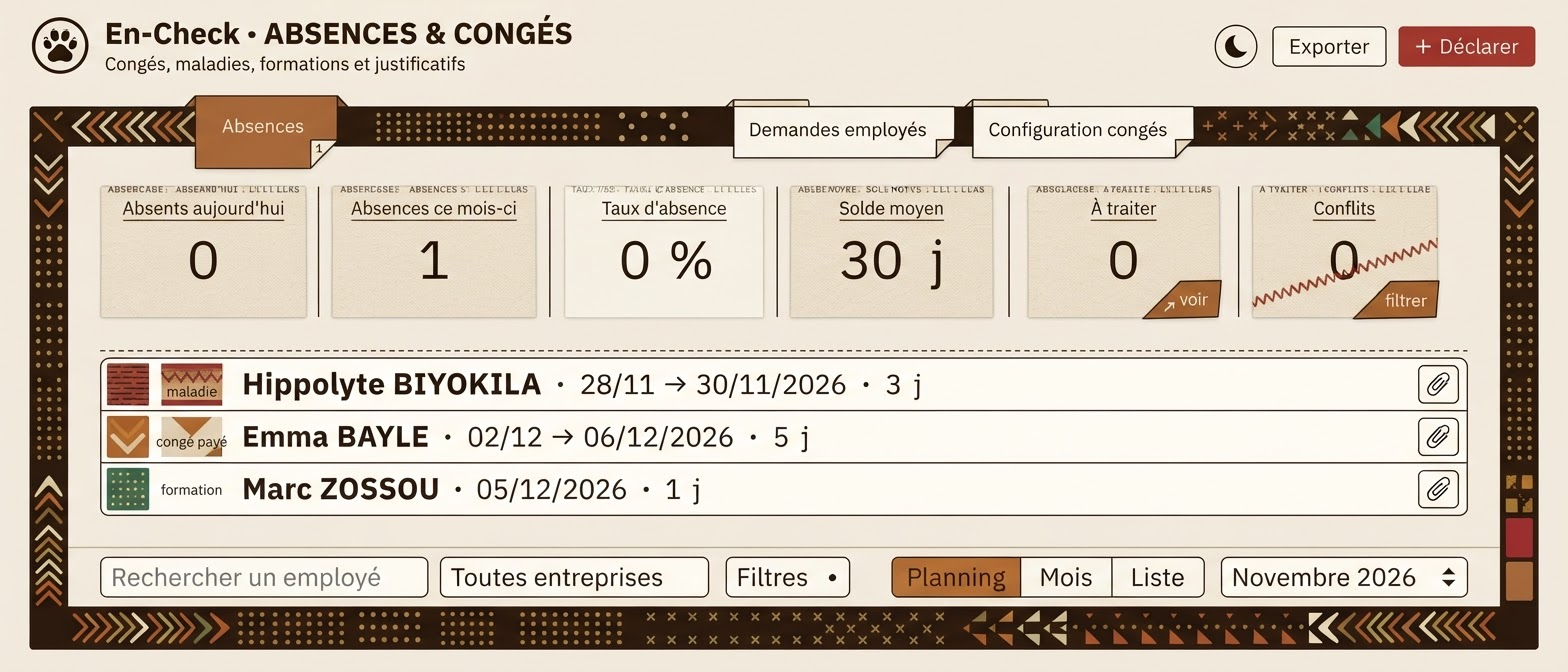 En-Check • ABSENCES & CONGÉS
Congés, maladies, formations et justificatifs
Exporter
+ Déclarer
Absences
1
Demandes employés
Configuration congés
Absents aujourd'hui
0
Absences ce mois-ci
1
Taux d'absence
0 %
Solde moyen
30 j
À traiter
0
↗ voir
Conflits
0
filtrer
maladie
Hippolyte BIYOKILA • 28/11 → 30/11/2026 • 3 j
congé payé
Emma BAYLE • 02/12 → 06/12/2026 • 5 j
formation
Marc ZOSSOU • 05/12/2026 • 1 j
Rechercher un employé
Toutes entreprises
Filtres •
Planning
Mois
Liste
Novembre 2026